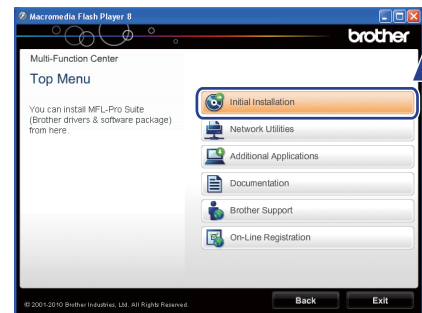 Macromedia Flash Player 8
brother
Multi-Function Center
Top Menu
You can install MFL-Pro Suite
(Brother drivers & software package)
from here.
Initial Installation
Network Utilities
Additional Applications
Documentation
Brother Support
On-Line Registration
© 2001-2010 Brother Industries, Ltd. All Rights Reserved.
Back
Exit